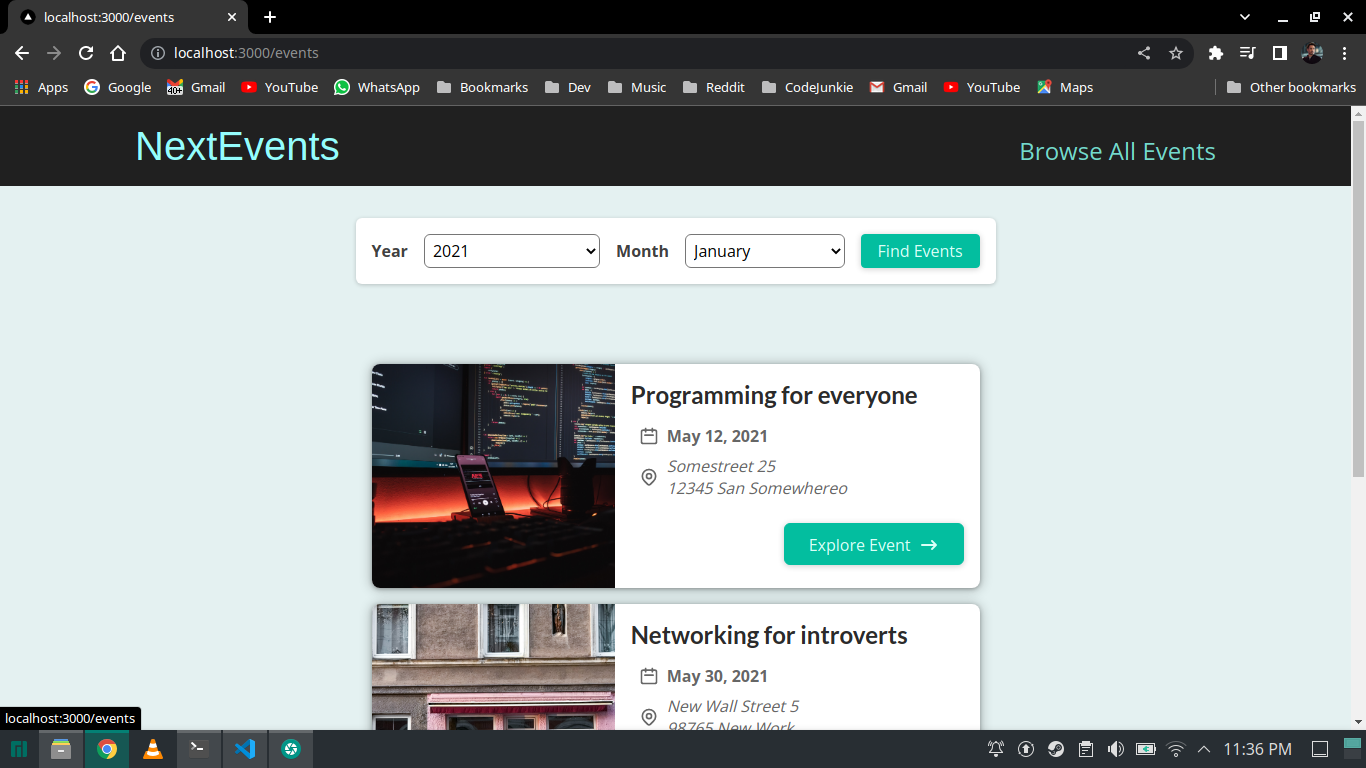 localhost:3000/events
localhost:3000/events
Apps Google Gmail YouTube WhatsApp Bookmarks Dev Music Reddit CodeJunkie Gmail YouTube Maps Other bookmarks
40+
NextEvents Browse All Events
Year 2021 Month January Find Events
Programming for everyone
May 12, 2021
Somestreet 25
12345 San Somewhereo
Explore Event →
Networking for introverts
May 30, 2021
New Wall Street 5
98765 New Work
localhost:3000/events
11:36 PM